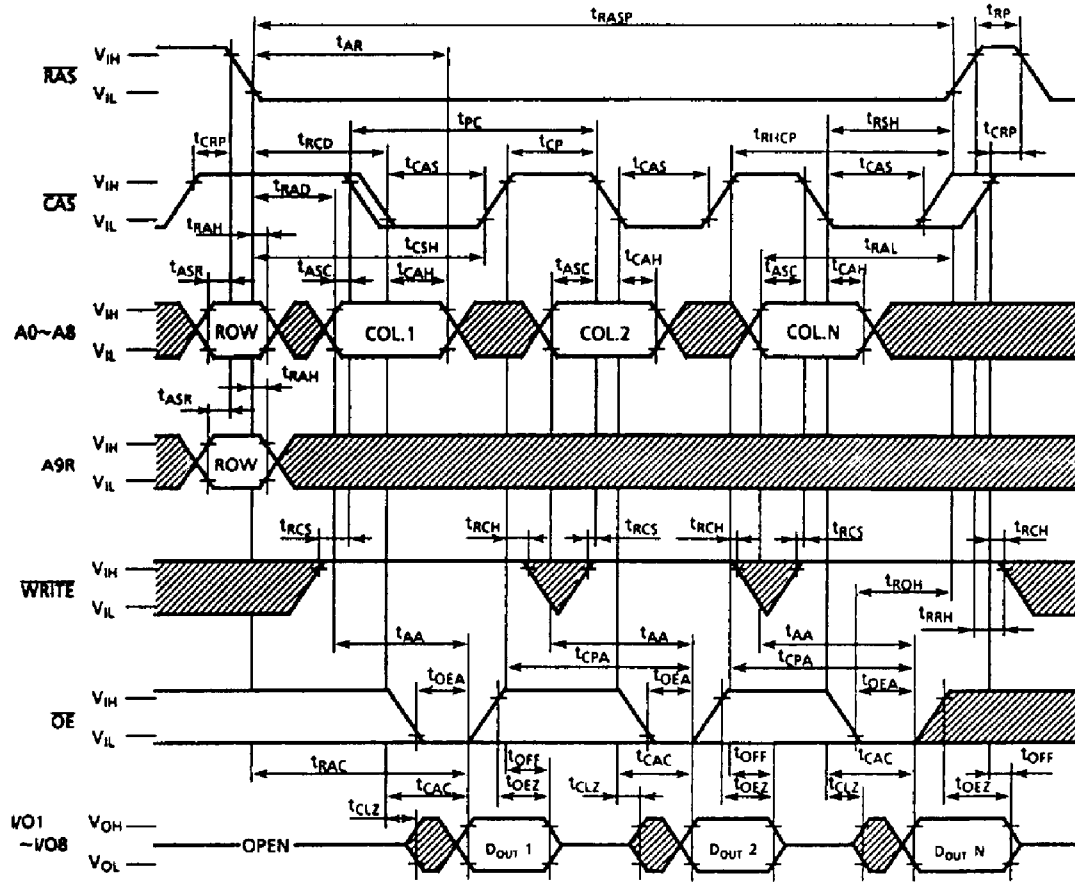 tRASP
tRP
tAR
RAS
VIH
VIL
tPC
tRSH
tCRP
tRCD
tCP
tRHCP
tCRP
tCAS
tCAS
tCAS
CAS
VIH
VIL
tRAD
tRAH
tCSH
tRAL
tASR
tASC
tCAH
tASC
tCAH
tASC
tCAH
A0~A8
VIH
VIL
ROW
COL.1
COL.2
COL.N
tRAH
tASR
A9R
VIH
VIL
ROW
tRCS
tRCH
tRCS
tRCH
tRCS
tRCH
WRITE
VIH
VIL
tROH
tRRH
tAA
tAA
tAA
tCPA
tCPA
tOEA
tOEA
tOEA
OE
VIH
VIL
tRAC
tOFF
tCAC
tOFF
tCAC
tOFF
tCAC
tOEZ
tCLZ
tOEZ
tCLZ
tOEZ
tCLZ
I/O1
~I/O8
VOH
VOL
OPEN
DOUT 1
DOUT 2
DOUT N